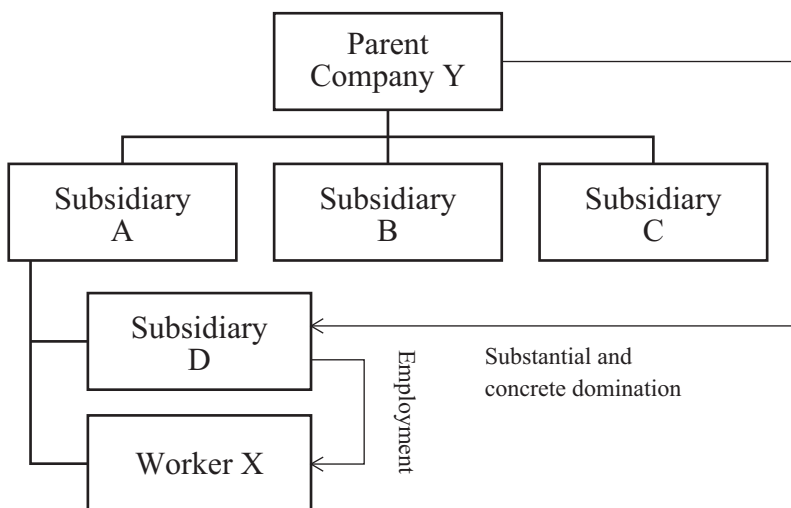 Parent
Company Y
Subsidiary
A
Subsidiary
B
Subsidiary
C
Subsidiary
D
Employment
Substantial and
concrete domination
Worker X